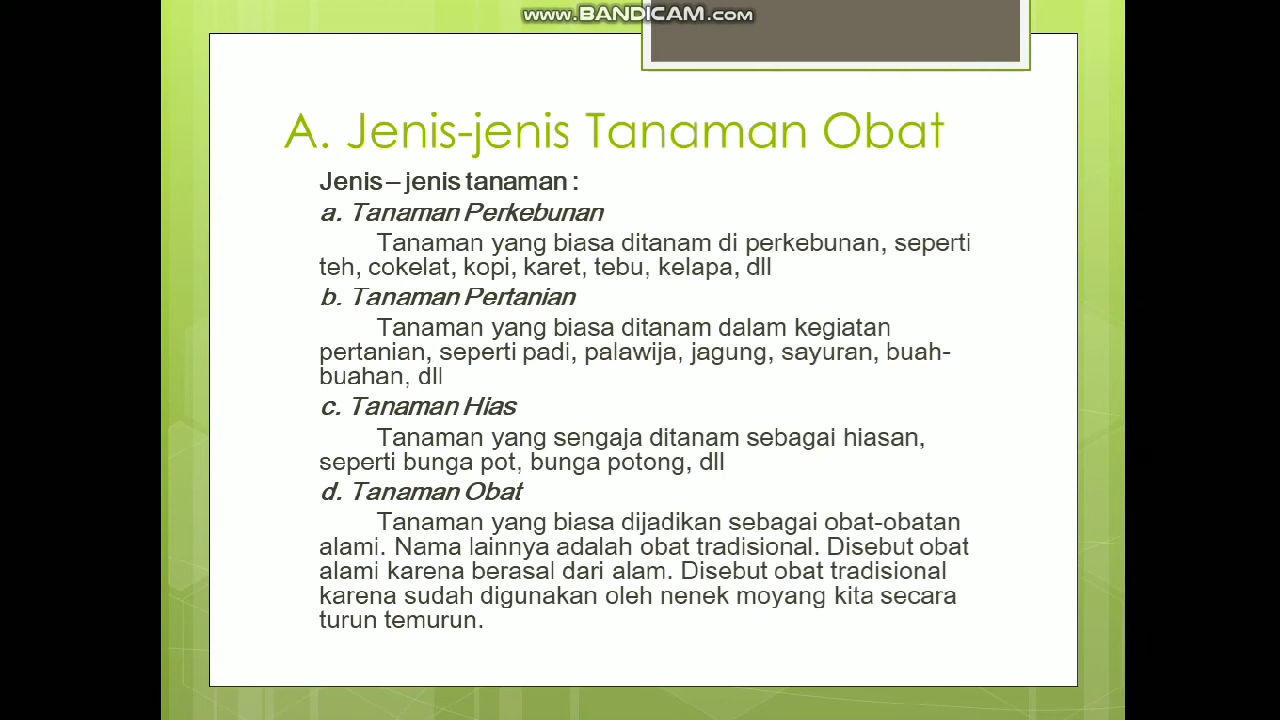 www.BANDICAM.com
A. Jenis-jenis Tanaman Obat
Jenis – jenis tanaman :
a. Tanaman Perkebunan
Tanaman yang biasa ditanam di perkebunan, seperti
teh, cokelat, kopi, karet, tebu, kelapa, dll
b. Tanaman Pertanian
Tanaman yang biasa ditanam dalam kegiatan
pertanian, seperti padi, palawija, jagung, sayuran, buah-
buahan, dll
c. Tanaman Hias
Tanaman yang sengaja ditanam sebagai hiasan,
seperti bunga pot, bunga potong, dll
d. Tanaman Obat
Tanaman yang biasa dijadikan sebagai obat-obatan
alami. Nama lainnya adalah obat tradisional. Disebut obat
alami karena berasal dari alam. Disebut obat tradisional
karena sudah digunakan oleh nenek moyang kita secara
turun temurun.